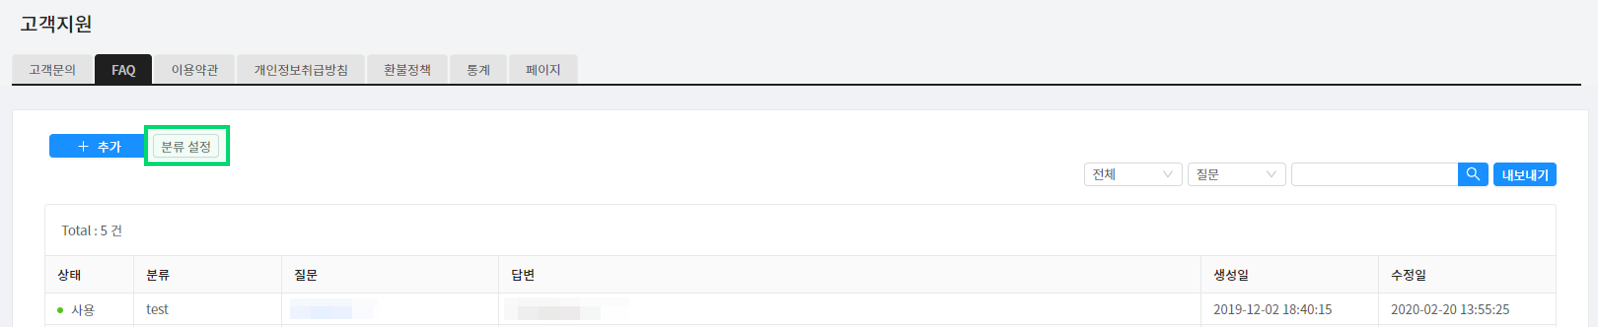 고객지원
고객문의 FAQ 이용약관 개인정보취급방침 환불정책 통계 페이지
+ 추가 분류 설정
전체 질문 내보내기
Total : 5 건
상태 분류 질문 답변 생성일 수정일
사용 test 2019-12-02 18:40:15 2020-02-20 13:55:25